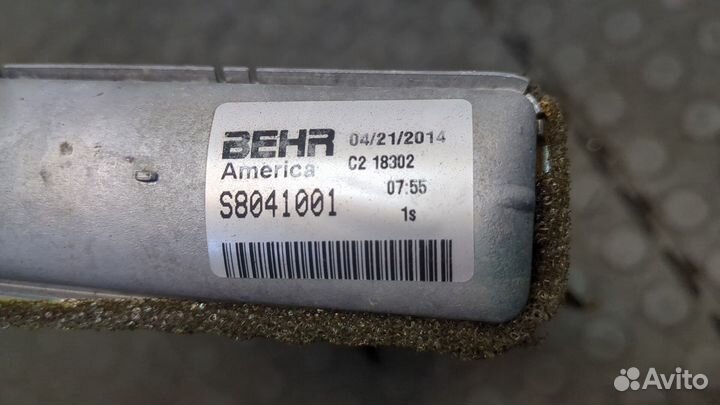 BEHR 04/21/2014
America C2 18302
S8041001 07:55
1s
Avito